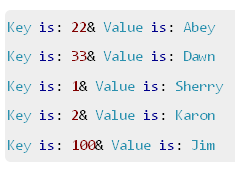 Key is: 22& Value is: Abey
Key is: 33& Value is: Dawn
Key is: 1& Value is: Sherry
Key is: 2& Value is: Karon
Key is: 100& Value is: Jim